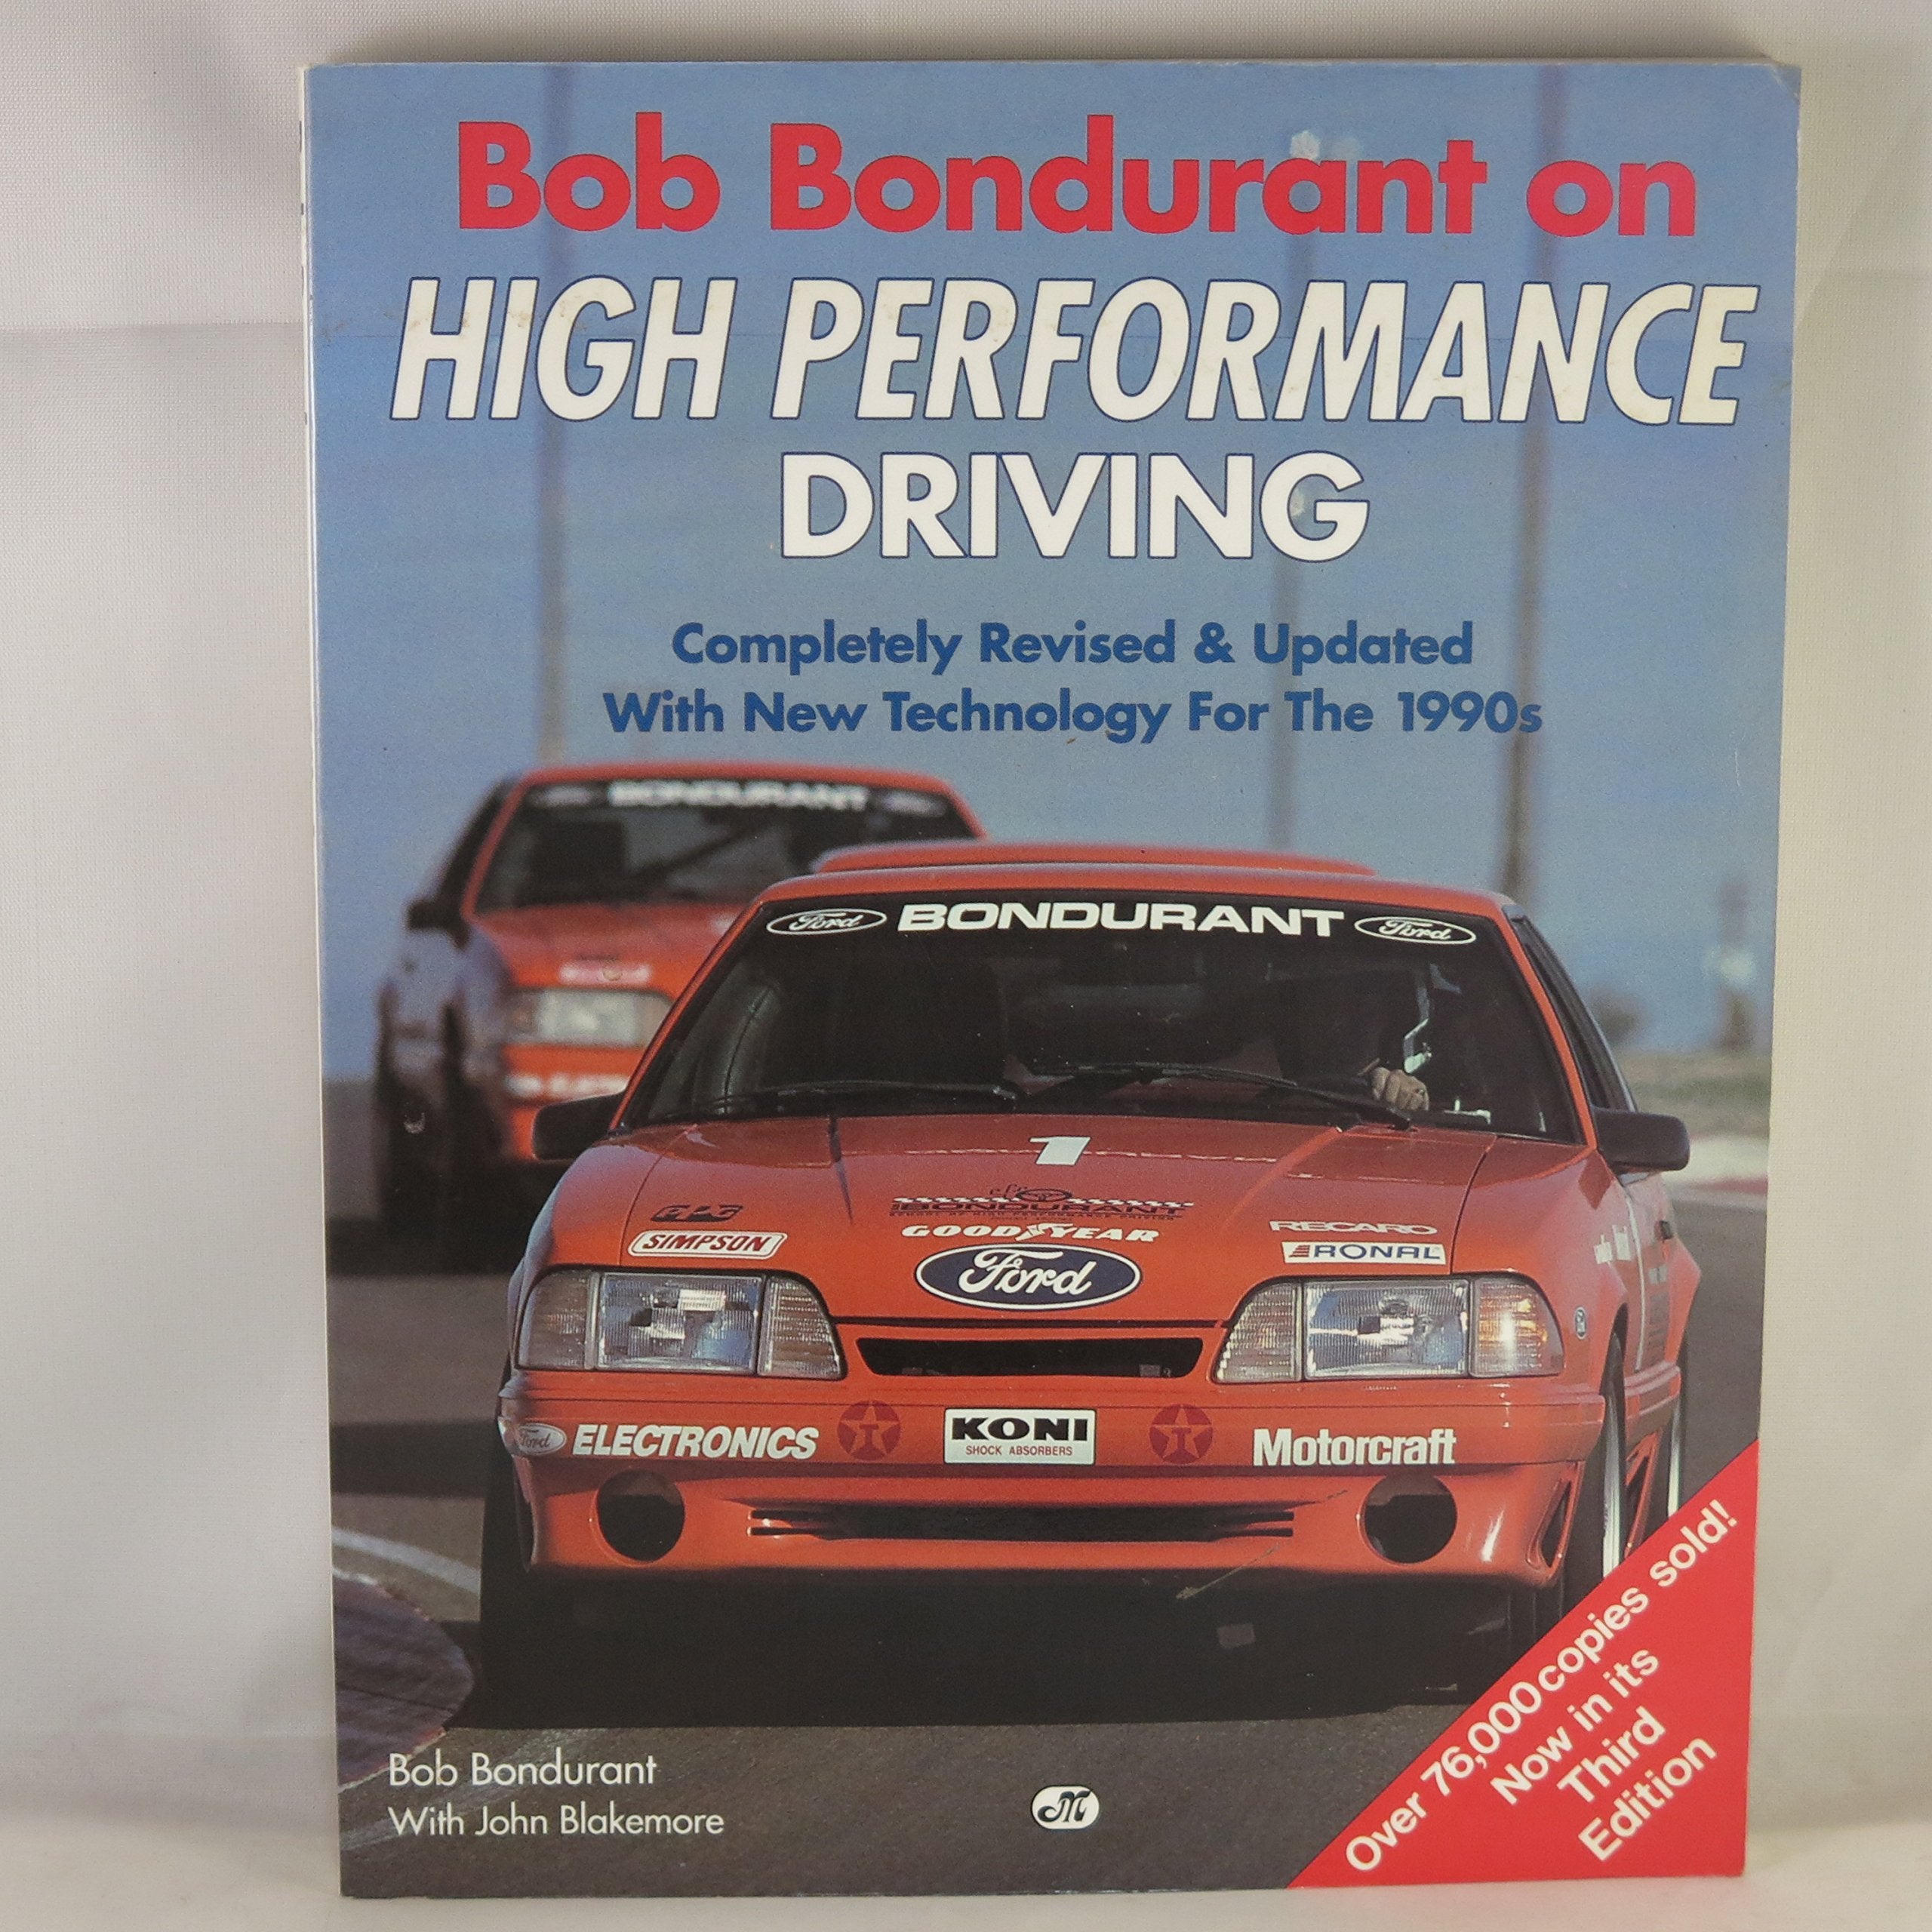 Bob Bondurant on
HIGH PERFORMANCE
DRIVING
Completely Revised & Updated
With New Technology For The 1990s
BONDURANT
Ford BONDURANT Ford
1
BONDURANT
PPG
SIMPSON
GOODYEAR
RECARO
RONAL
Ford
Ford ELECTRONICS
T
KONI
SHOCK ABSORBERS
T
Motorcraft
Over 76,000 copies sold!
Now in its
Third
Edition
Bob Bondurant
With John Blakemore
M